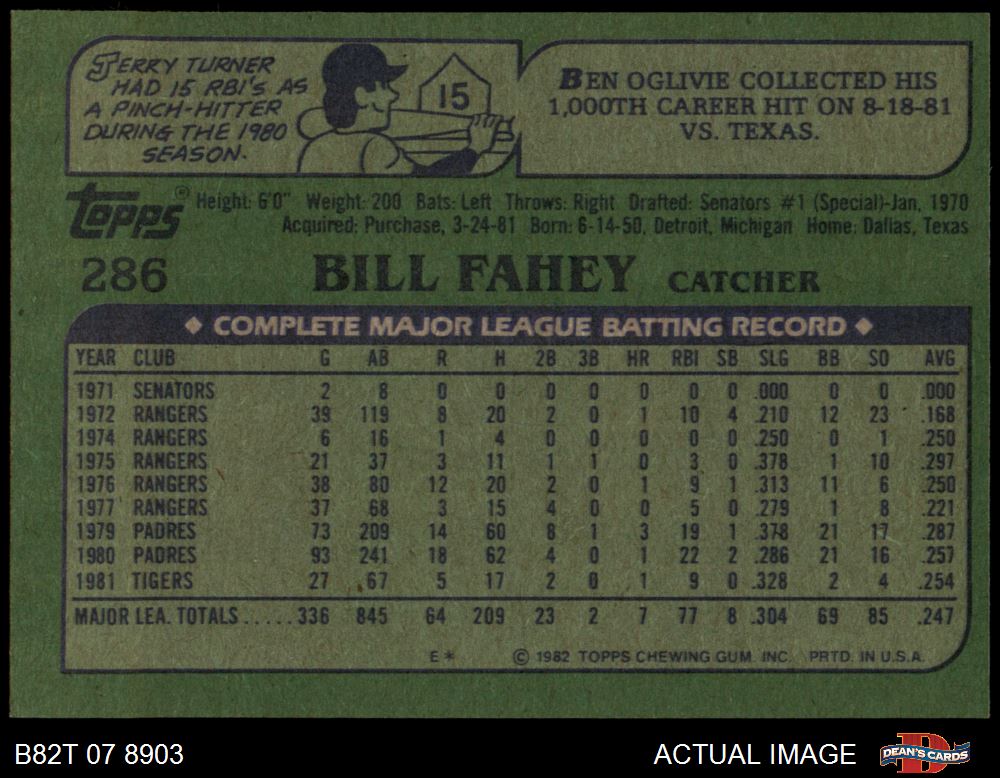 JERRY TURNER
HAD 15 RBI's AS
A PINCH-HITTER
DURING THE 1980
SEASON.
15
BEN OGLIVIE COLLECTED HIS
1,000TH CAREER HIT ON 8-18-81
VS. TEXAS.
topps®
Height: 6'0" Weight: 200 Bats: Left Throws: Right Drafted: Senators #1 (Special)-Jan, 1970
Acquired: Purchase, 3-24-81 Born: 6-14-50, Detroit, Michigan Home: Dallas, Texas
286 BILL FAHEY CATCHER
◆ COMPLETE MAJOR LEAGUE BATTING RECORD ◆
YEAR CLUB G AB R H 2B 3B HR RBI SB SLG BB SO AVG
1971 SENATORS 2 8 0 0 0 0 0 0 0 .000 0 0 .000
1972 RANGERS 39 119 8 20 2 0 1 10 4 .210 12 23 .168
1974 RANGERS 6 16 1 4 0 0 0 0 0 .250 0 1 .250
1975 RANGERS 21 37 3 11 1 1 0 3 0 .378 1 10 .297
1976 RANGERS 38 80 12 20 2 0 1 9 1 .313 11 6 .250
1977 RANGERS 37 68 3 15 4 0 0 5 0 .279 1 8 .221
1979 PADRES 73 209 14 60 8 1 3 19 1 .378 21 17 .287
1980 PADRES 93 241 18 62 4 0 1 22 2 .286 21 16 .257
1981 TIGERS 27 67 5 17 2 0 1 9 0 .328 2 4 .254
MAJOR LEA. TOTALS.....336 845 64 209 23 2 7 77 8 .304 69 85 .247
E* © 1982 TOPPS CHEWING GUM, INC. PRTD. IN U.S.A.
B82T 07 8903 ACTUAL IMAGE
D
DEAN'S CARDS